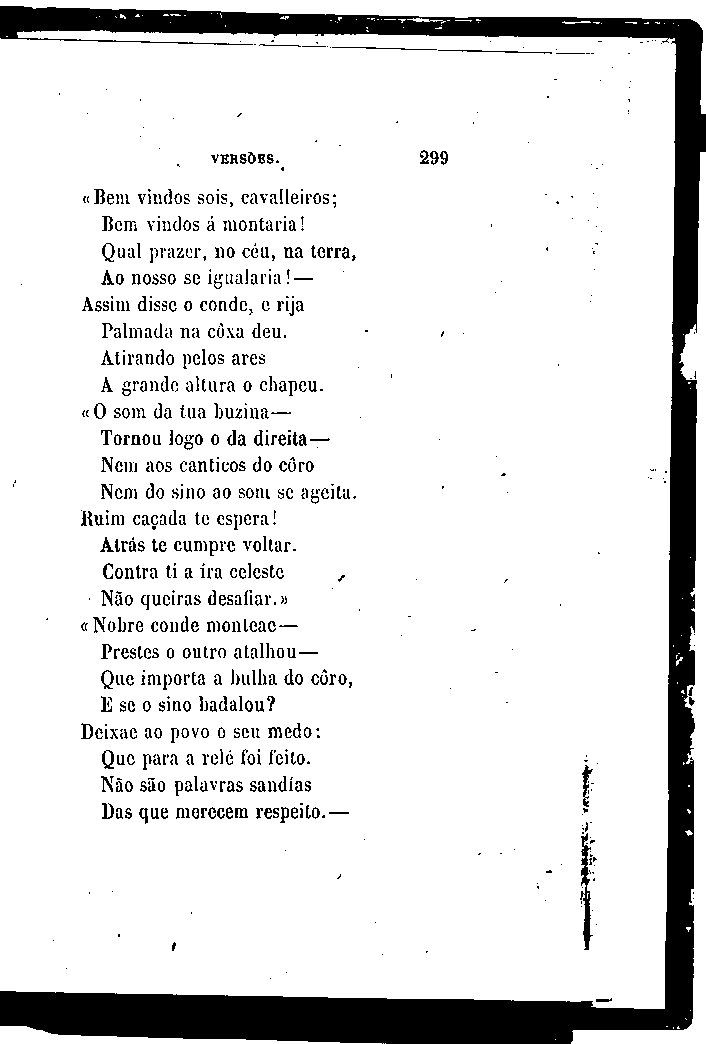 VERSÕES. 299
«Bem vindos sois, cavalleiros;
Bem vindos á montaria!
Qual prazer, no céu, na terra,
Ao nosso se igualaria!—
Assim disse o conde, e rija
Palmada na côxa deu.
Atirando pelos ares
A grande altura o chapeu.
«O som da tua buzina—
Tornou logo o da direita—
Nem aos canticos do côro
Nem do sino ao som se ageita.
Ruim caçada te espera!
Atrás te cumpre voltar.
Contra ti a íra celeste
Não queiras desafiar.»
«Nobre conde monteae—
Prestes o outro atalhou—
Que importa a bulha do côro,
E se o sino badalou?
Deixae ao povo o seu medo:
Que para a relé foi feito.
Não são palavras sandías
Das que merecem respeito.—